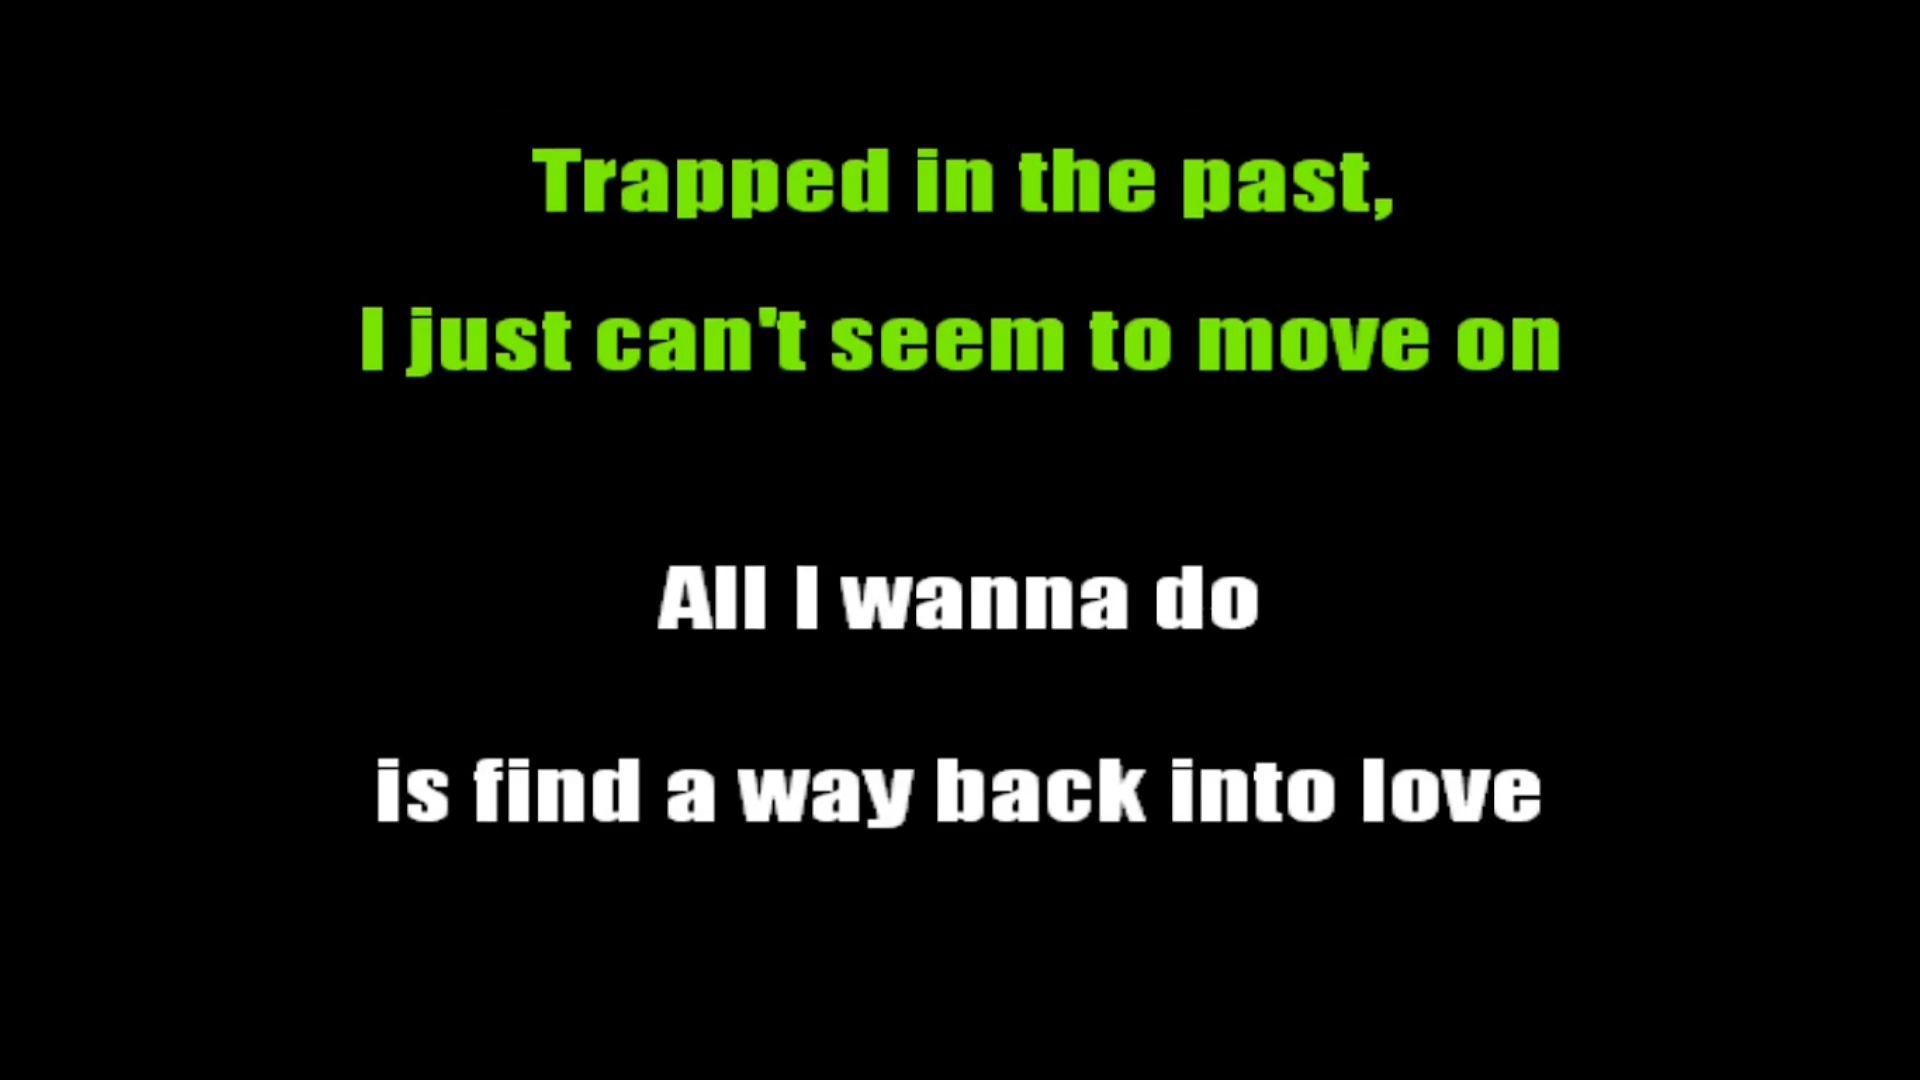 Trapped in the past,
I just can't seem to move on
All I wanna do
is find a way back into love